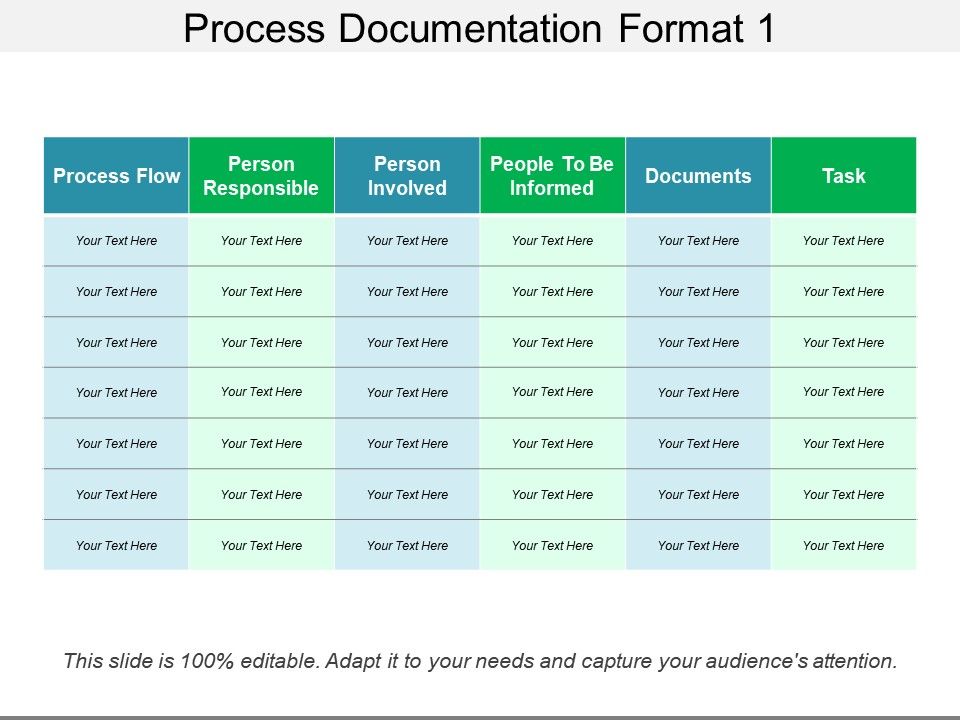 Process Documentation Format 1
Process Flow Person Responsible Person Involved People To Be Informed Documents Task
Your Text Here Your Text Here Your Text Here Your Text Here Your Text Here Your Text Here
Your Text Here Your Text Here Your Text Here Your Text Here Your Text Here Your Text Here
Your Text Here Your Text Here Your Text Here Your Text Here Your Text Here Your Text Here
Your Text Here Your Text Here Your Text Here Your Text Here Your Text Here Your Text Here
Your Text Here Your Text Here Your Text Here Your Text Here Your Text Here Your Text Here
Your Text Here Your Text Here Your Text Here Your Text Here Your Text Here Your Text Here
Your Text Here Your Text Here Your Text Here Your Text Here Your Text Here Your Text Here
This slide is 100% editable. Adapt it to your needs and capture your audience's attention.